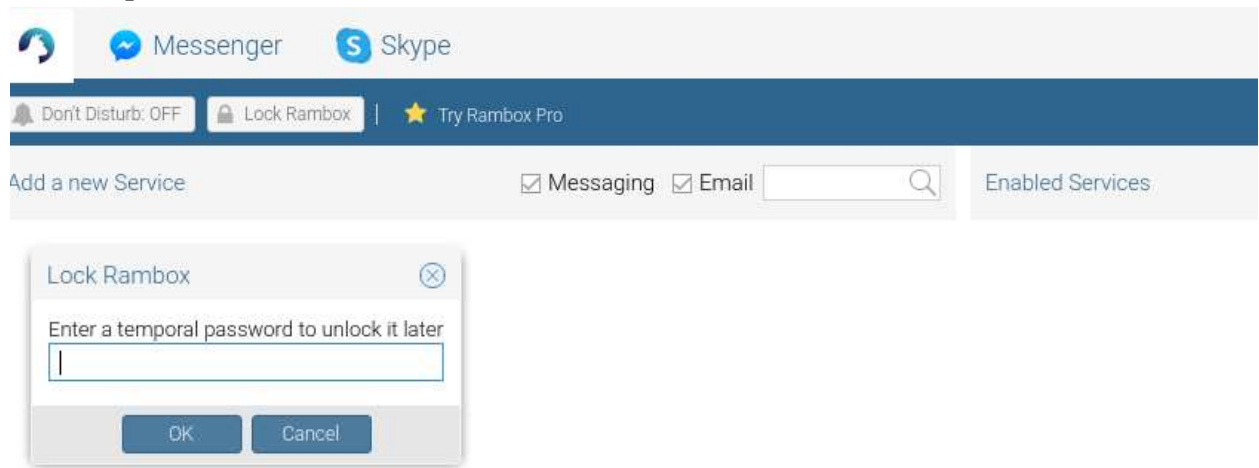 Messenger Skype
Don't Disturb: OFF Lock Rambox | Try Rambox Pro
Add a new Service Messaging Email Enabled Services
Lock Rambox
Enter a temporal password to unlock it later
OK Cancel